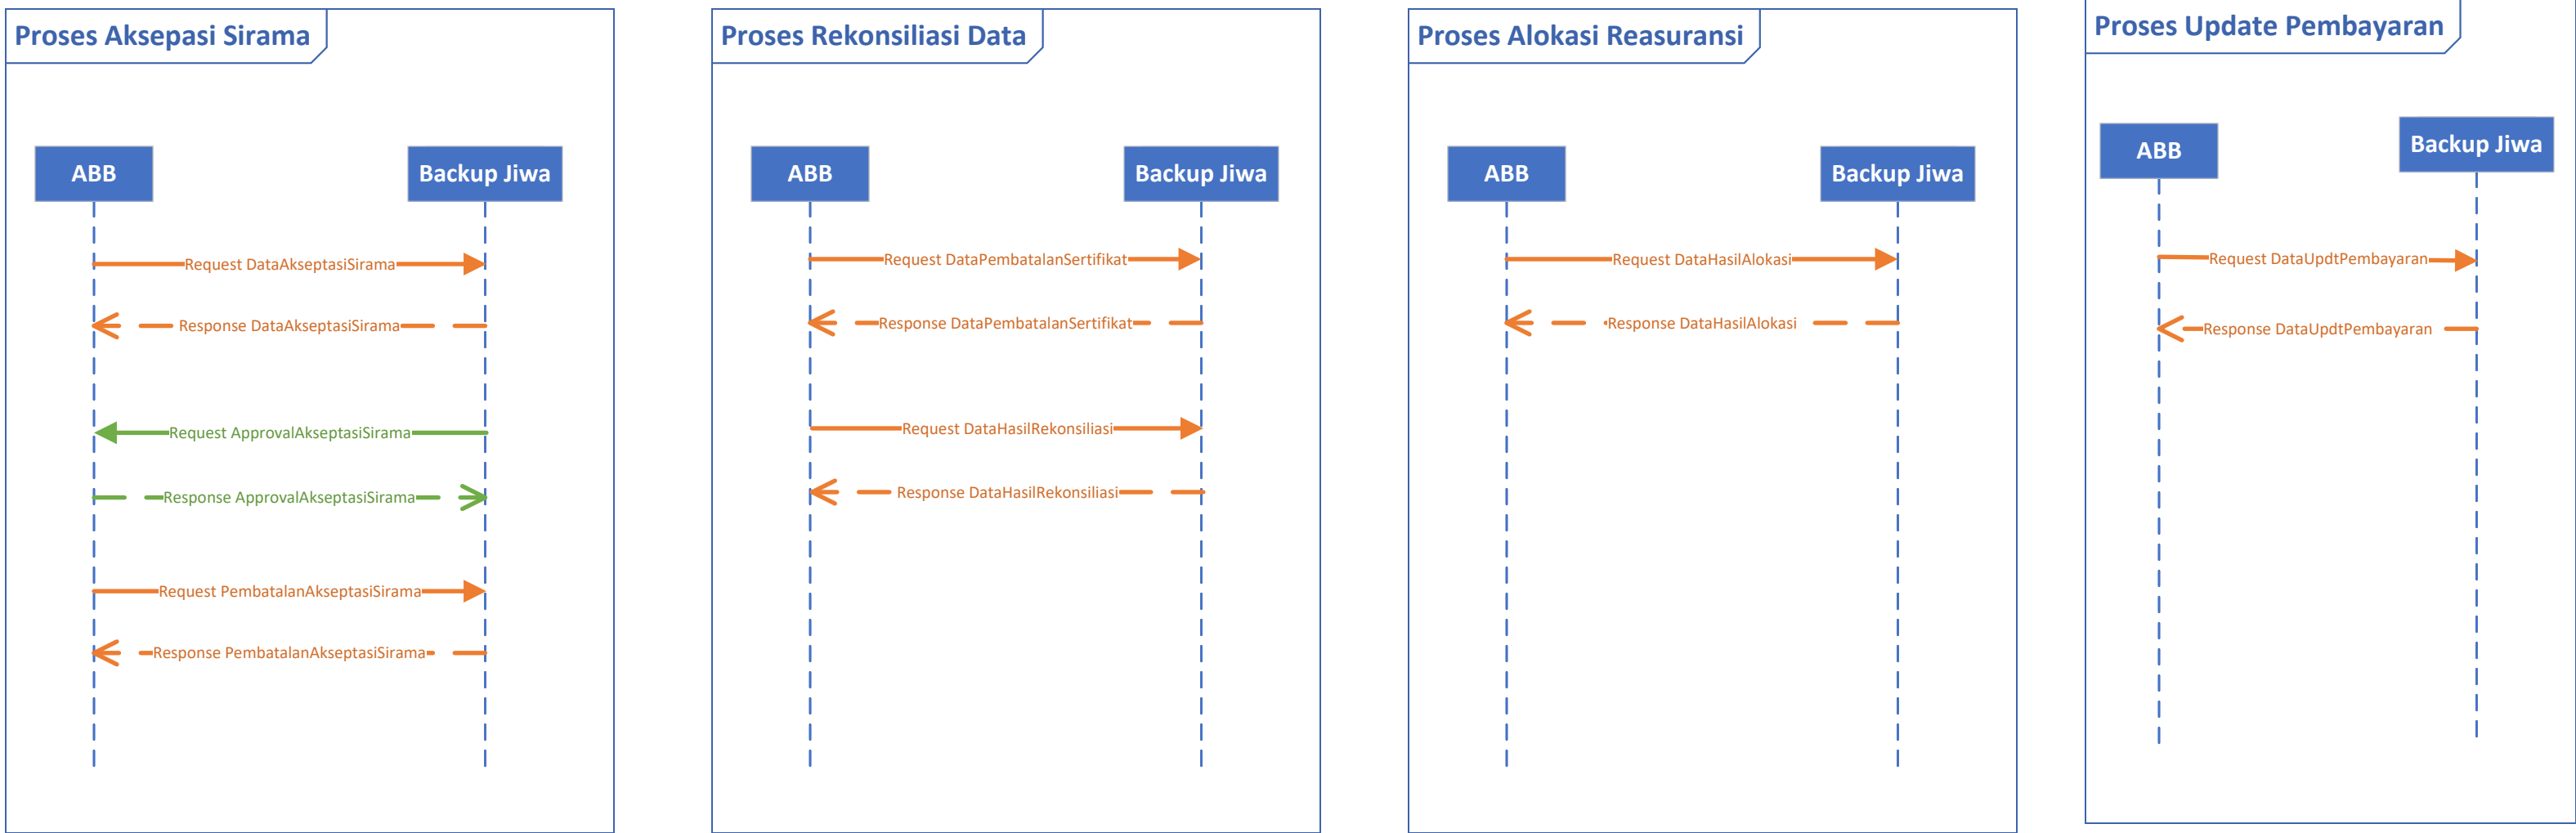 Proses Aksepasi Sirama
ABB
Backup Jiwa
Request DataAkseptasiSirama
Response DataAkseptasiSirama
Request ApprovalAkseptasiSirama
Response ApprovalAkseptasiSirama
Request PembatalanAkseptasiSirama
Response PembatalanAkseptasiSirama
Proses Rekonsiliasi Data
ABB
Backup Jiwa
Request DataPembatalanSertifikat
Response DataPembatalanSertifikat
Request DataHasilRekonsiliasi
Response DataHasilRekonsiliasi
Proses Alokasi Reasuransi
ABB
Backup Jiwa
Request DataHasilAlokasi
Response DataHasilAlokasi
Proses Update Pembayaran
ABB
Backup Jiwa
Request DataUpdtPembayaran
Response DataUpdtPembayaran